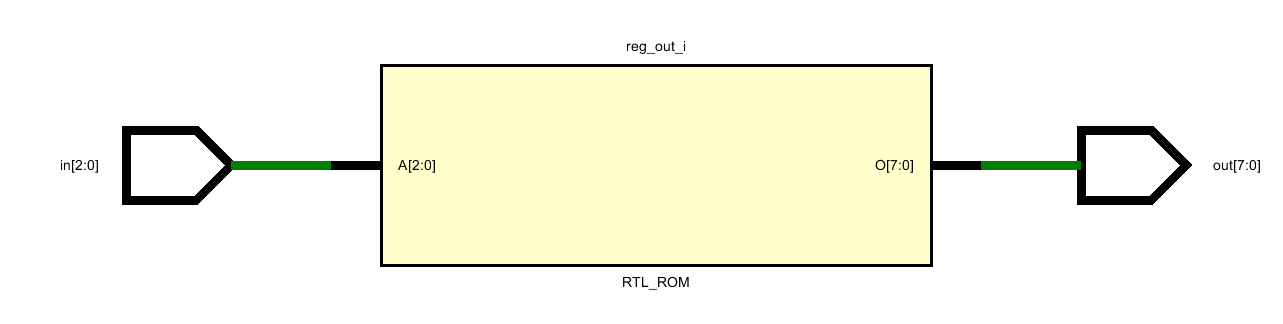 reg_out_i
in[2:0]
A[2:0]
O[7:0]
out[7:0]
RTL_ROM